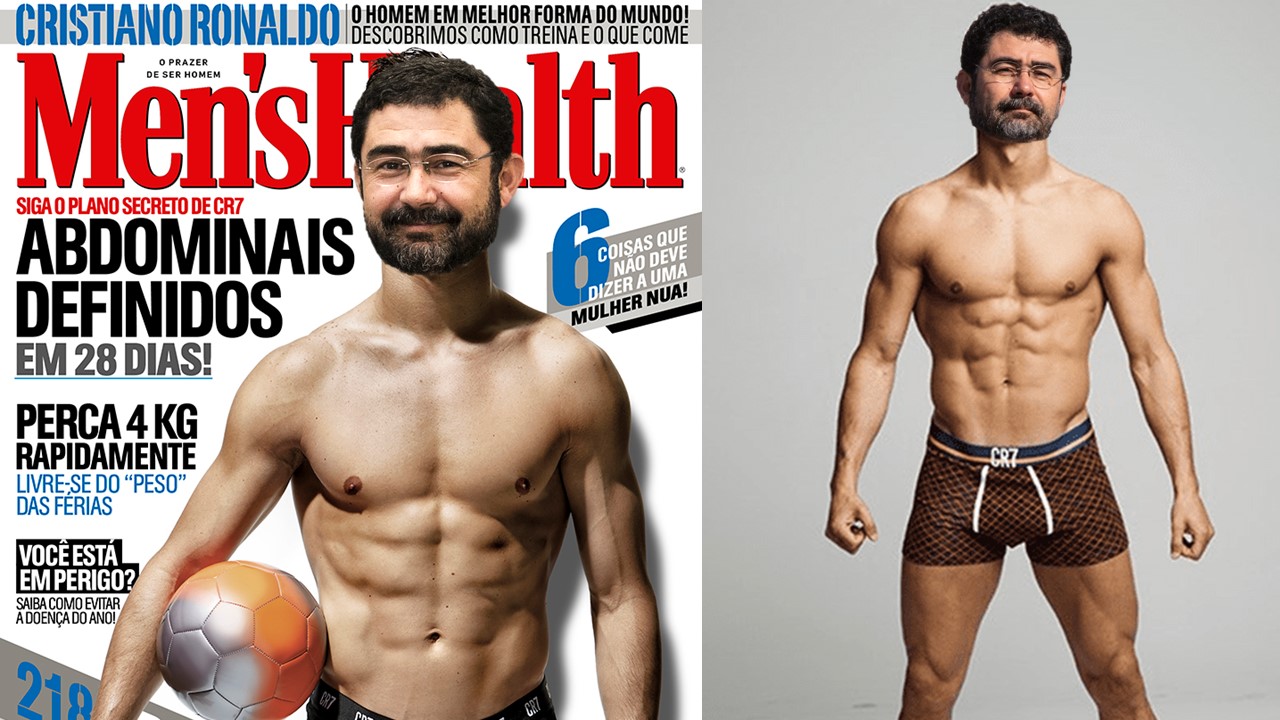 CRISTIANO RONALDO
O HOMEM EM MELHOR FORMA DO MUNDO!
DESCOBRIMOS COMO TREINA E O QUE COME
O PRAZER
DE SER HOMEM
Men'sH alth
SIGA O PLANO SECRETO DE CR7
ABDOMINAIS
DEFINIDOS
EM 28 DIAS!
6 COISAS QUE
NÃO DEVE
DIZER A UMA
MULHER NUA!
PERCA 4 KG
RAPIDAMENTE
LIVRE-SE DO “PESO”
DAS FÉRIAS
VOCÊ ESTÁ
EM PERIGO?
SAIBA COMO EVITAR
A DOENÇA DO ANO!
218
CR7
CR7
CR7